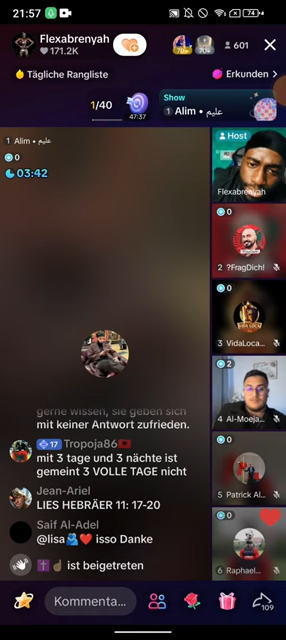 21:57
74
Flexabrenyah
171.2K
601
Tägliche Rangliste
Erkunden
1/40
47:37
Show
1 Alim • عليم
1 Alim • عليم
0
03:42
Host
Flexabrenyah
0
2 ?FragDich!
0
3 VidaLoca...
2
4 Al-Moeja...
0
5 Patrick Al...
0
6 Raphael...
gerne wissen, sie geben sich
mit keiner Antwort zufrieden.
17 Tropoja86
mit 3 tage und 3 nächte ist
gemeint 3 VOLLE TAGE nicht
Jean-Ariel
LIES HEBRÄER 11: 17-20
Saif Al-Adel
@lisa🫂❤️ isso Danke
✝️☝🏽 ist beigetreten
Kommenta...
109